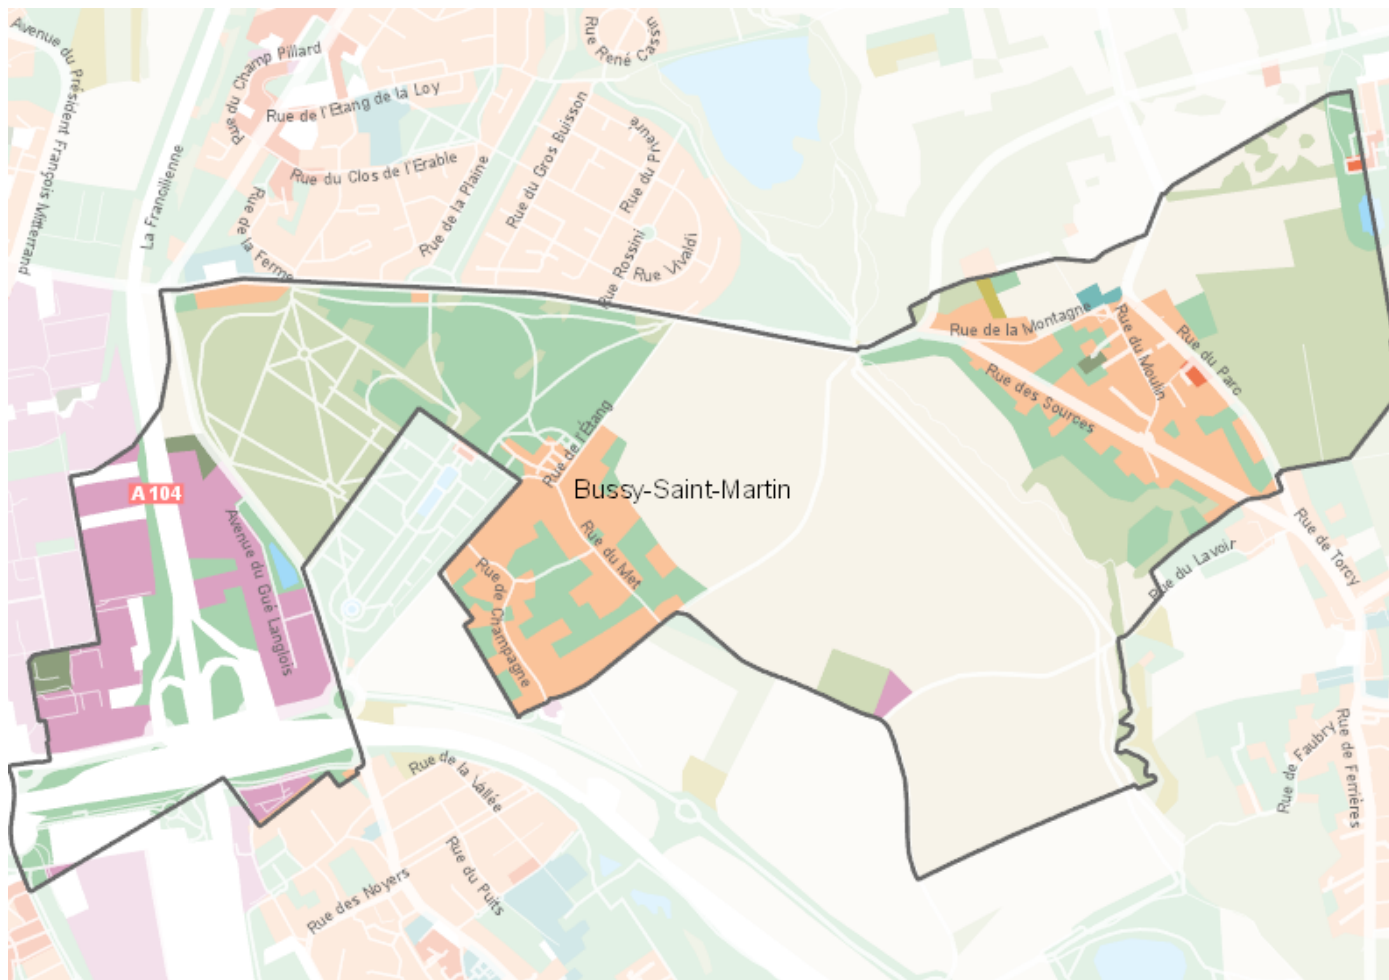 Avenue du Président François Mitterrand
La Francilienne
Rue du Champ Pillard
Rue de l'Etang de la Loy
Rue du Clos de l'Erable
Rue de la Ferme
Rue de la Plaine
Rue du Gros Buisson
Rue René Cassin
Rue du Pleuré
Rue Rossini
Rue Vivaldi
Rue de la Montagne
Rue du Moulin
Rue du Parc
Rue des Sources
Rue de l'Étang
Bussy-Saint-Martin
A 104
Avenue du Gué Langlois
Rue du Met
Rue de Champagne
Rue du Lavoir
Rue de Torcy
Rue de Faubry
Rue de Ferrières
Rue de la Vallée
Rue du Puits
Rue des Noyers